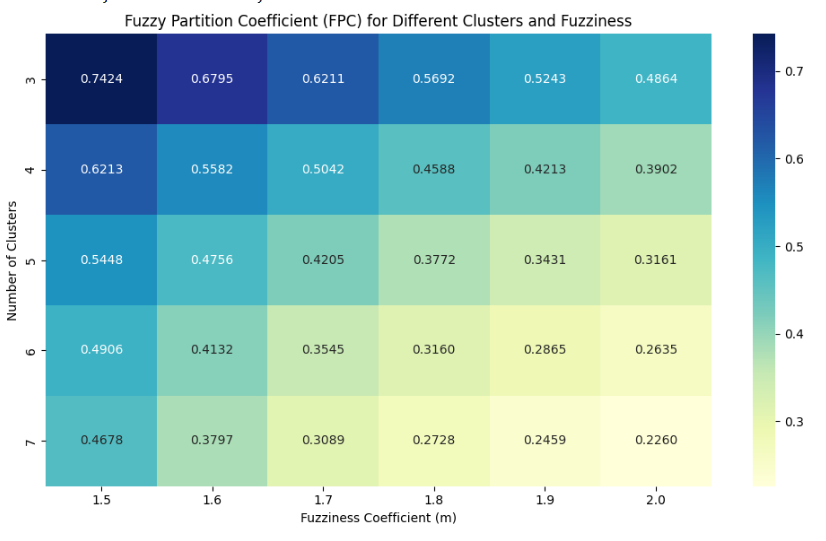 Fuzzy Partition Coefficient (FPC) for Different Clusters and Fuzziness
Number of Clusters
3 0.7424 0.6795 0.6211 0.5692 0.5243 0.4864
4 0.6213 0.5582 0.5042 0.4588 0.4213 0.3902
5 0.5448 0.4756 0.4205 0.3772 0.3431 0.3161
6 0.4906 0.4132 0.3545 0.3160 0.2865 0.2635
7 0.4678 0.3797 0.3089 0.2728 0.2459 0.2260
1.5 1.6 1.7 1.8 1.9 2.0
Fuzziness Coefficient (m)
0.7
0.6
0.5
0.4
0.3